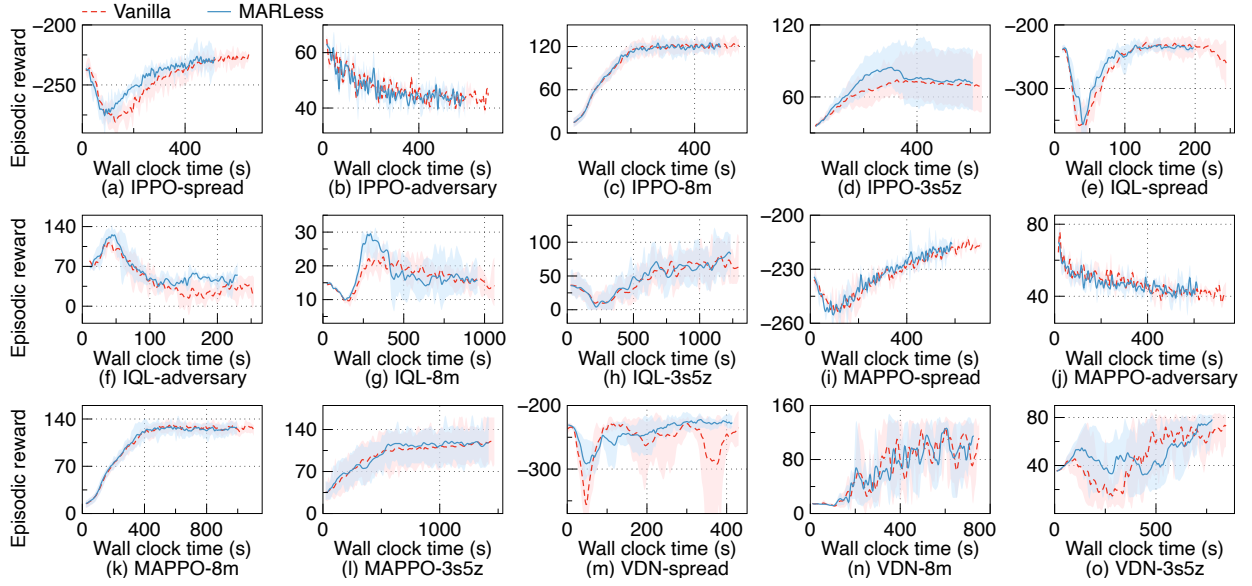 Vanilla MARLess
Episodic reward
−200 −250 −300
0 400
Wall clock time (s)
(a) IPPO-spread
60 40
0 400
Wall clock time (s)
(b) IPPO-adversary
120 60 0
400
Wall clock time (s)
(c) IPPO-8m
120 60
400
Wall clock time (s)
(d) IPPO-3s5z
−200 −300
0 100 200
Wall clock time (s)
(e) IQL-spread
Episodic reward
140 70 0
0 100 200
Wall clock time (s)
(f) IQL-adversary
30 20 10
0 500 1000
Wall clock time (s)
(g) IQL-8m
100 50 0
0 500 1000
Wall clock time (s)
(h) IQL-3s5z
−200 −230 −260
0 400
Wall clock time (s)
(i) MAPPO-spread
80 40
400
Wall clock time (s)
(j) MAPPO-adversary
Episodic reward
140 70 0
0 400 800
Wall clock time (s)
(k) MAPPO-8m
140 70 0
1000
Wall clock time (s)
(l) MAPPO-3s5z
−200 −300
0 200 400
Wall clock time (s)
(m) VDN-spread
160 80 0
0 200 400 600 800
Wall clock time (s)
(n) VDN-8m
80 40 0
500
Wall clock time (s)
(o) VDN-3s5z